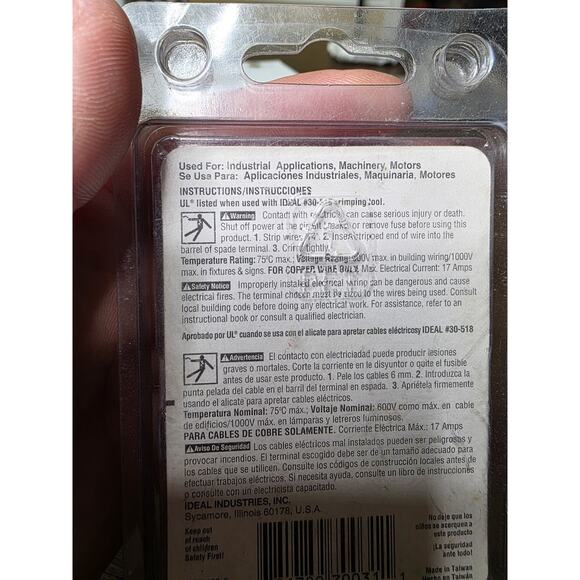 Used For: Industrial Applications, Machinery, Motors
Se Usa Para: Aplicaciones Industriales, Maquinaria, Motores
INSTRUCTIONS/INSTRUCCIONES
UL® listed when used with IDEAL #30-518 crimping tool.
Warning Contact with electricity can cause serious injury or death.
Shut off power at the circuit breaker or remove fuse before using this
product. 1. Strip wires 1/4". 2. Insert stripped end of wire into the
barrel of spade terminal. 3. Crimp tightly.
Temperature Rating: 75ºC max.; Voltage Rating: 600V max. in building wiring/1000V
max. in fixtures & signs. FOR COPPER WIRE ONLY. Max. Electrical Current: 17 Amps
Safety Notice Improperly installed electrical wiring can be dangerous and cause
electrical fires. The terminal chosen must be sized to the wires being used. Consult
local building code before doing any electrical work. For assistance, refer to an
instructional book or consult a qualified electrician.
Aprobado por UL® cuando se usa con el alicate para apretar cables eléctricosy IDEAL #30-518
Advertencia El contacto con electriciadad puede producir lesiones
graves o mortales. Corte la corriente en le disyuntor o quite el fusible
antes de usar este producto. 1. Pele los cables 6 mm. 2. Introduzca la
punta pelada del cable en el barril del terminal en espada. 3. Apriétela firmemente
usando el alicate para apretar cables eléctricos.
Temperatura Nominal: 75ºC máx.; Voltaje Nominal: 600V como máx. en cable
de edificios/1000V máx. en lámparas y letreros luminosos.
PARA CABLES DE COBRE SOLAMENTE. Corriente Eléctrica Máx.: 17 Amps
Aviso De Seguridad Los cables eléctricos mal instalados pueden ser peligrosos y
provocar incendios. El terminal escogido debe ser de un tamaño adecuado para
los cables que se utilicen. Consulte los códigos de construcción locales antes de
efectuar trabajos eléctricos. Si necesita ayuda, consulte un libro de instrucciones
o consulte con un electricista capacitado.
IDEAL INDUSTRIES, INC.
Sycamore, Illinois 60178, U.S.A.
Keep out
of reach
of children
Safety First!
No deje que los
niños se acerquen a
este producto
¡La seguridad
ante todo!
Made in Taiwan
Hecho en Taiwán